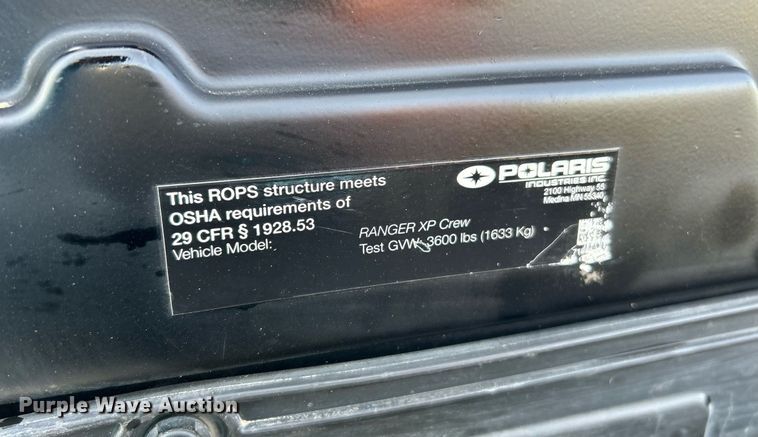 This ROPS structure meets
OSHA requirements of
29 CFR § 1928.53
Vehicle Model:
RANGER XP Crew
Test GVW: 3600 lbs (1633 Kg)
POLARIS
INDUSTRIES INC.
2100 Highway 55
Medina MN 55340
Purple Wave Auction